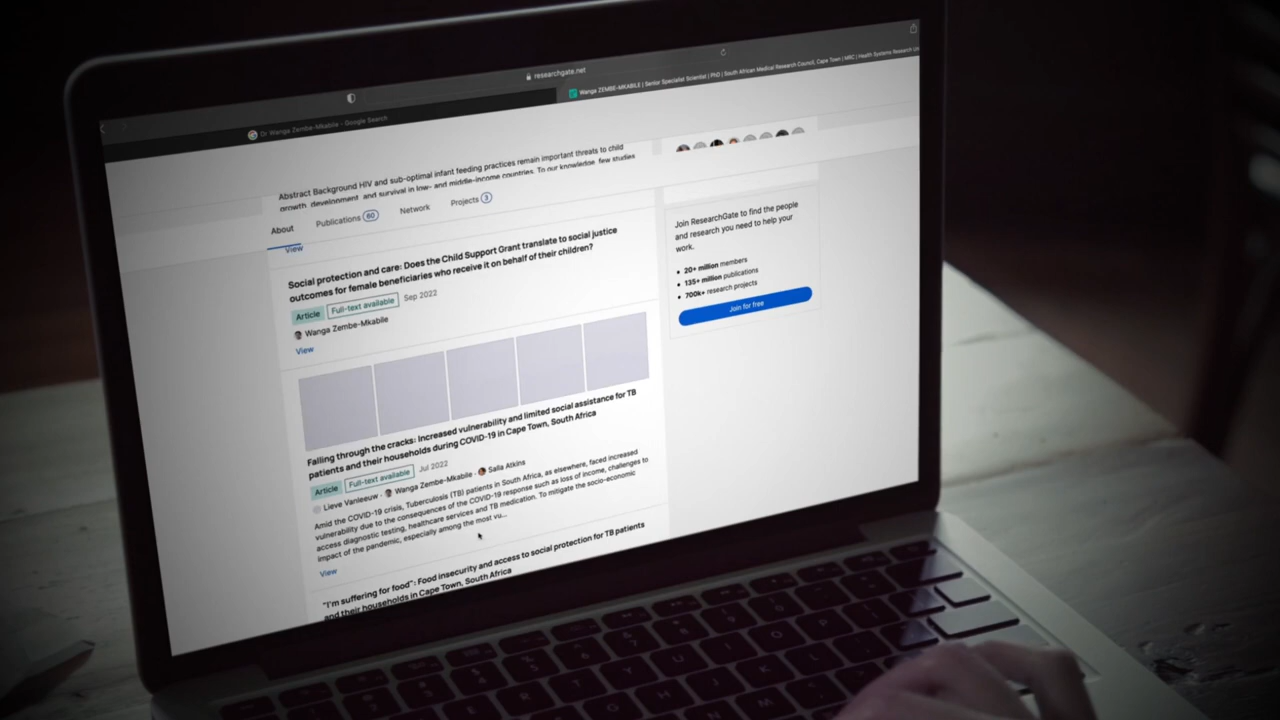 researchgate.net
Dr Wanga Zembe-Mkabile - Google Search
Wanga ZEMBE-MKABILE | Senior Specialist Scientist | PhD | South African Medical Research Council, Cape Town | MRC | Health Systems Research Un
Abstract Background HIV and sub-optimal infant feeding practices remain important threats to child
growth, development, and survival in low- and middle-income countries. To our knowledge, few studies
About
Publications 60
Network
Projects 3
View
Social protection and care: Does the Child Support Grant translate to social justice
outcomes for female beneficiaries who receive it on behalf of their children?
Article
Full-text available
Sep 2022
Wanga Zembe-Mkabile
View
Falling through the cracks: Increased vulnerability and limited social assistance for TB
patients and their households during COVID-19 in Cape Town, South Africa
Article
Full-text available
Jul 2022
Lieve Vanleeuw · Wanga Zembe-Mkabile · Salla Atkins
Amid the COVID-19 crisis, Tuberculosis (TB) patients in South Africa, as elsewhere, faced increased
vulnerability due to the consequences of the COVID-19 response such as loss of income, challenges to
access diagnostic testing, healthcare services and TB medication. To mitigate the socio-economic
impact of the pandemic, especially among the most vu...
View
"I'm suffering for food": Food insecurity and access to social protection for TB patients
and their households in Cape Town, South Africa
Join ResearchGate to find the people
and research you need to help your
work.
20+ million members
135+ million publications
700k+ research projects
Join for free